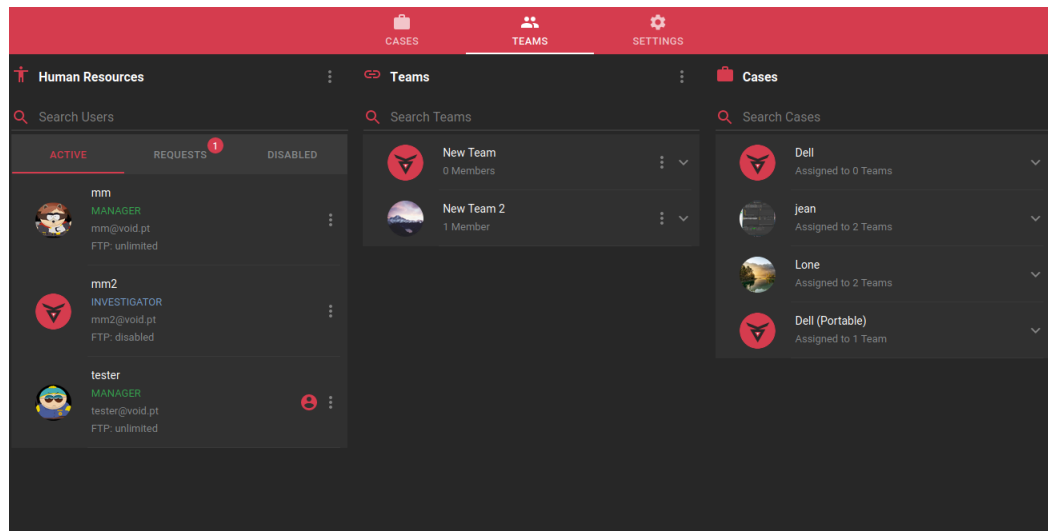 CASES
TEAMS
SETTINGS
Human Resources
Search Users
ACTIVE
REQUESTS 1
DISABLED
mm
MANAGER
mm@void.pt
FTP: unlimited
mm2
INVESTIGATOR
mm2@void.pt
FTP: disabled
tester
MANAGER
tester@void.pt
FTP: unlimited
Teams
Search Teams
New Team
0 Members
New Team 2
1 Member
Cases
Search Cases
Dell
Assigned to 0 Teams
jean
Assigned to 2 Teams
Lone
Assigned to 2 Teams
Dell (Portable)
Assigned to 1 Team